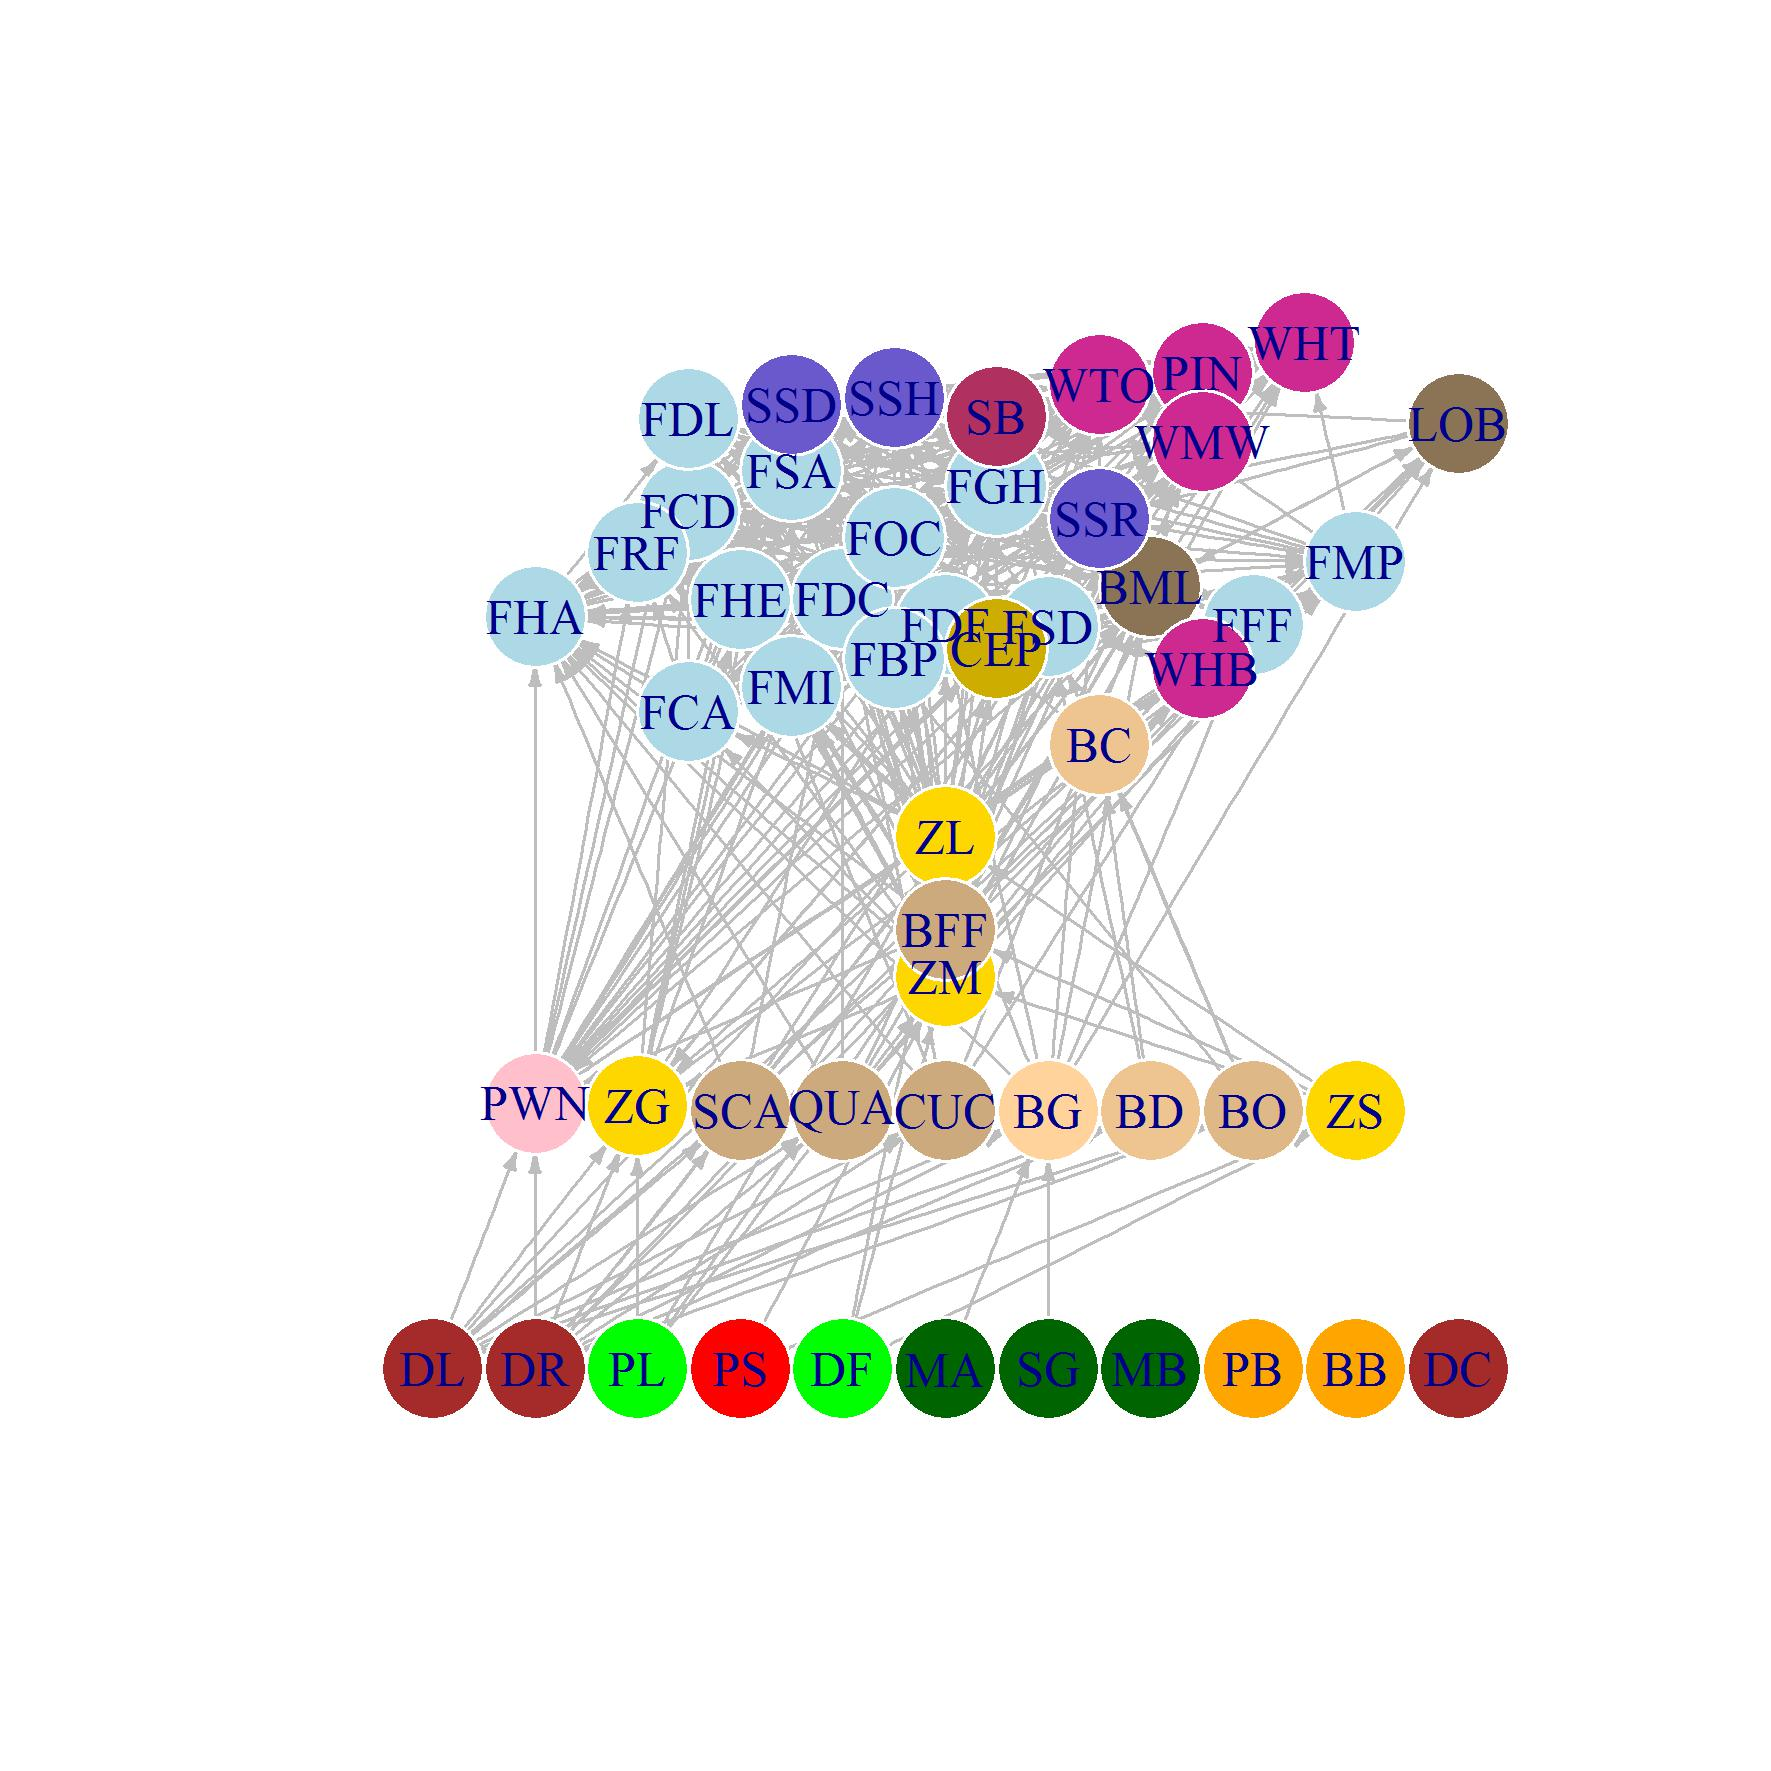 WHT
WTO PIN
FDL SSD SSH SB LOB
WMW
FSA FGH
FCD FOC SSR
FRF FMP
FHA FHE FDC BML
FDF FSD FFF
FBP CEP WHB
FCA FMI
BC
ZL
BFF
ZM
PWN ZG SCA QUA CUC BG BD BO ZS
DL DR PL PS DF MA SG MB PB BB DC